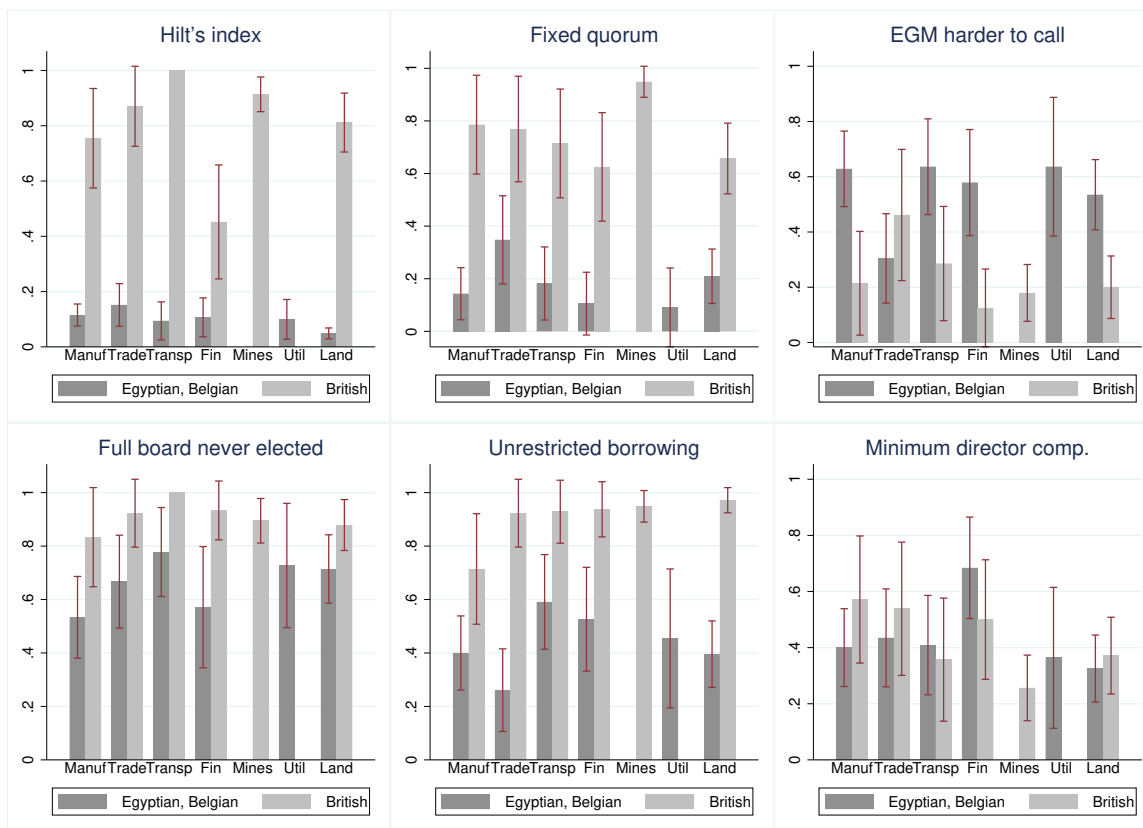 Hilt's index
1
.8
.6
.4
.2
0
Manuf Trade Transp Fin Mines Util Land
Egyptian, Belgian British
Fixed quorum
1
.8
.6
.4
.2
0
Manuf Trade Transp Fin Mines Util Land
Egyptian, Belgian British
EGM harder to call
1
.8
.6
.4
.2
0
Manuf Trade Transp Fin Mines Util Land
Egyptian, Belgian British
Full board never elected
1
.8
.6
.4
.2
0
Manuf Trade Transp Fin Mines Util Land
Egyptian, Belgian British
Unrestricted borrowing
1
.8
.6
.4
.2
0
Manuf Trade Transp Fin Mines Util Land
Egyptian, Belgian British
Minimum director comp.
1
.8
.6
.4
.2
0
Manuf Trade Transp Fin Mines Util Land
Egyptian, Belgian British